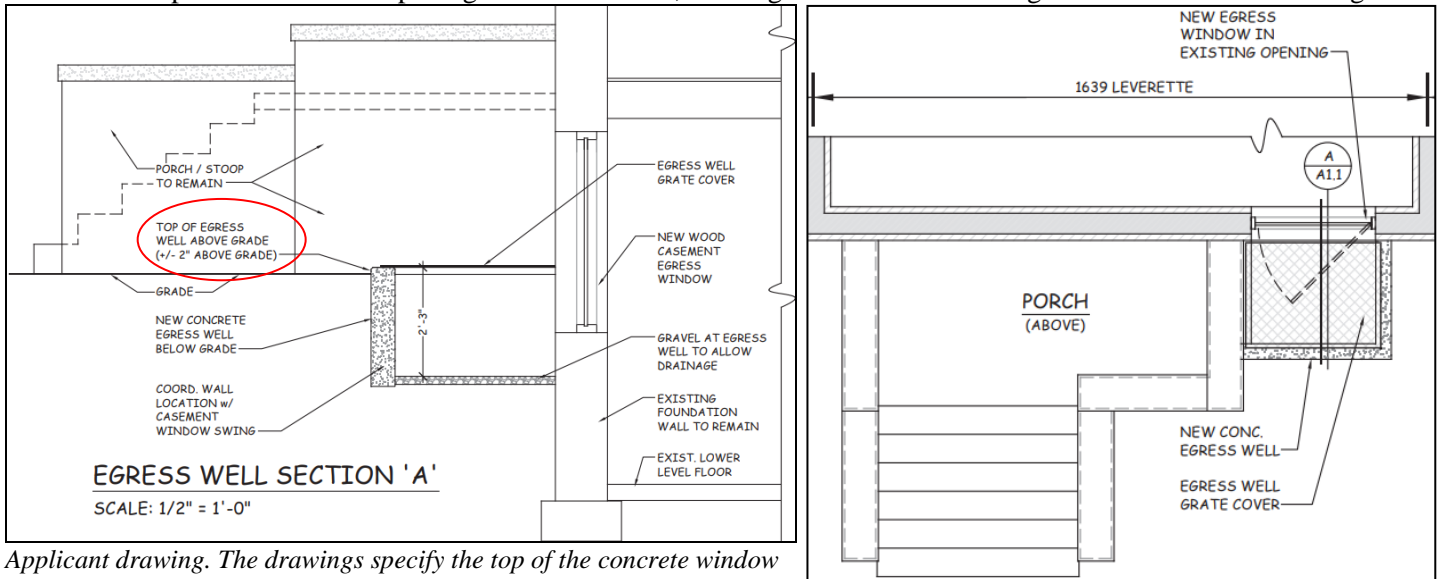 PORCH / STOOP
TO REMAIN
TOP OF EGRESS
WELL ABOVE GRADE
(+/- 2" ABOVE GRADE)
GRADE
NEW CONCRETE
EGRESS WELL
BELOW GRADE
COORD. WALL
LOCATION w/
CASEMENT
WINDOW SWING
2'-3"
EGRESS WELL
GRATE COVER
NEW WOOD
CASEMENT
EGRESS
WINDOW
GRAVEL AT EGRESS
WELL TO ALLOW
DRAINAGE
EXISTING
FOUNDATION
WALL TO REMAIN
EXIST. LOWER
LEVEL FLOOR
EGRESS WELL SECTION 'A'
SCALE: 1/2" = 1'-0"
Applicant drawing. The drawings specify the top of the concrete window
NEW EGRESS
WINDOW IN
EXISTING OPENING
1639 LEVERETTE
A
A1.1
PORCH
(ABOVE)
NEW CONC.
EGRESS WELL
EGRESS WELL
GRATE COVER